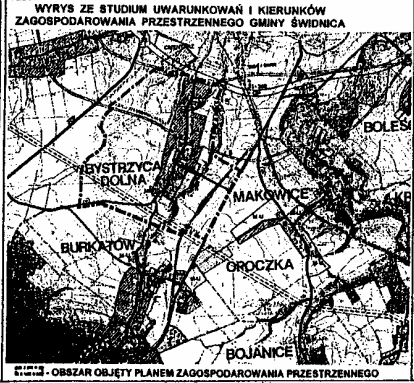 WYRYS ZE STUDIUM UWARUNKOWAŃ I KIERUNKÓW
ZAGOSPODAROWANIA PRZESTRZENNEGO GMINY ŚWIDNICA
BOLEŚ
BYSTRZYCA
DOLNA
MAKOWICE
BURKATÓW
OPOCZKA
BOJANICE
- OBSZAR OBJĘTY PLANEM ZAGOSPODAROWANIA PRZESTRZENNEGO